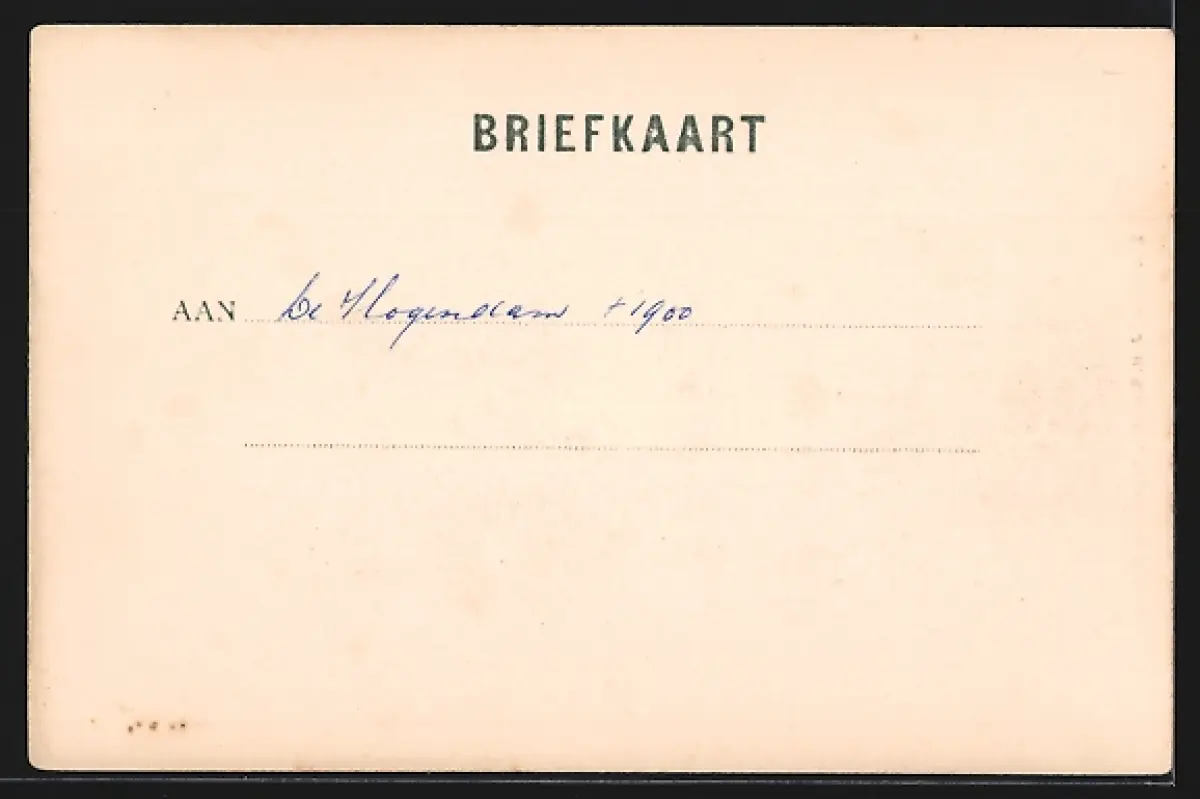 BRIEFKAART
AAN De Hogendam +1900